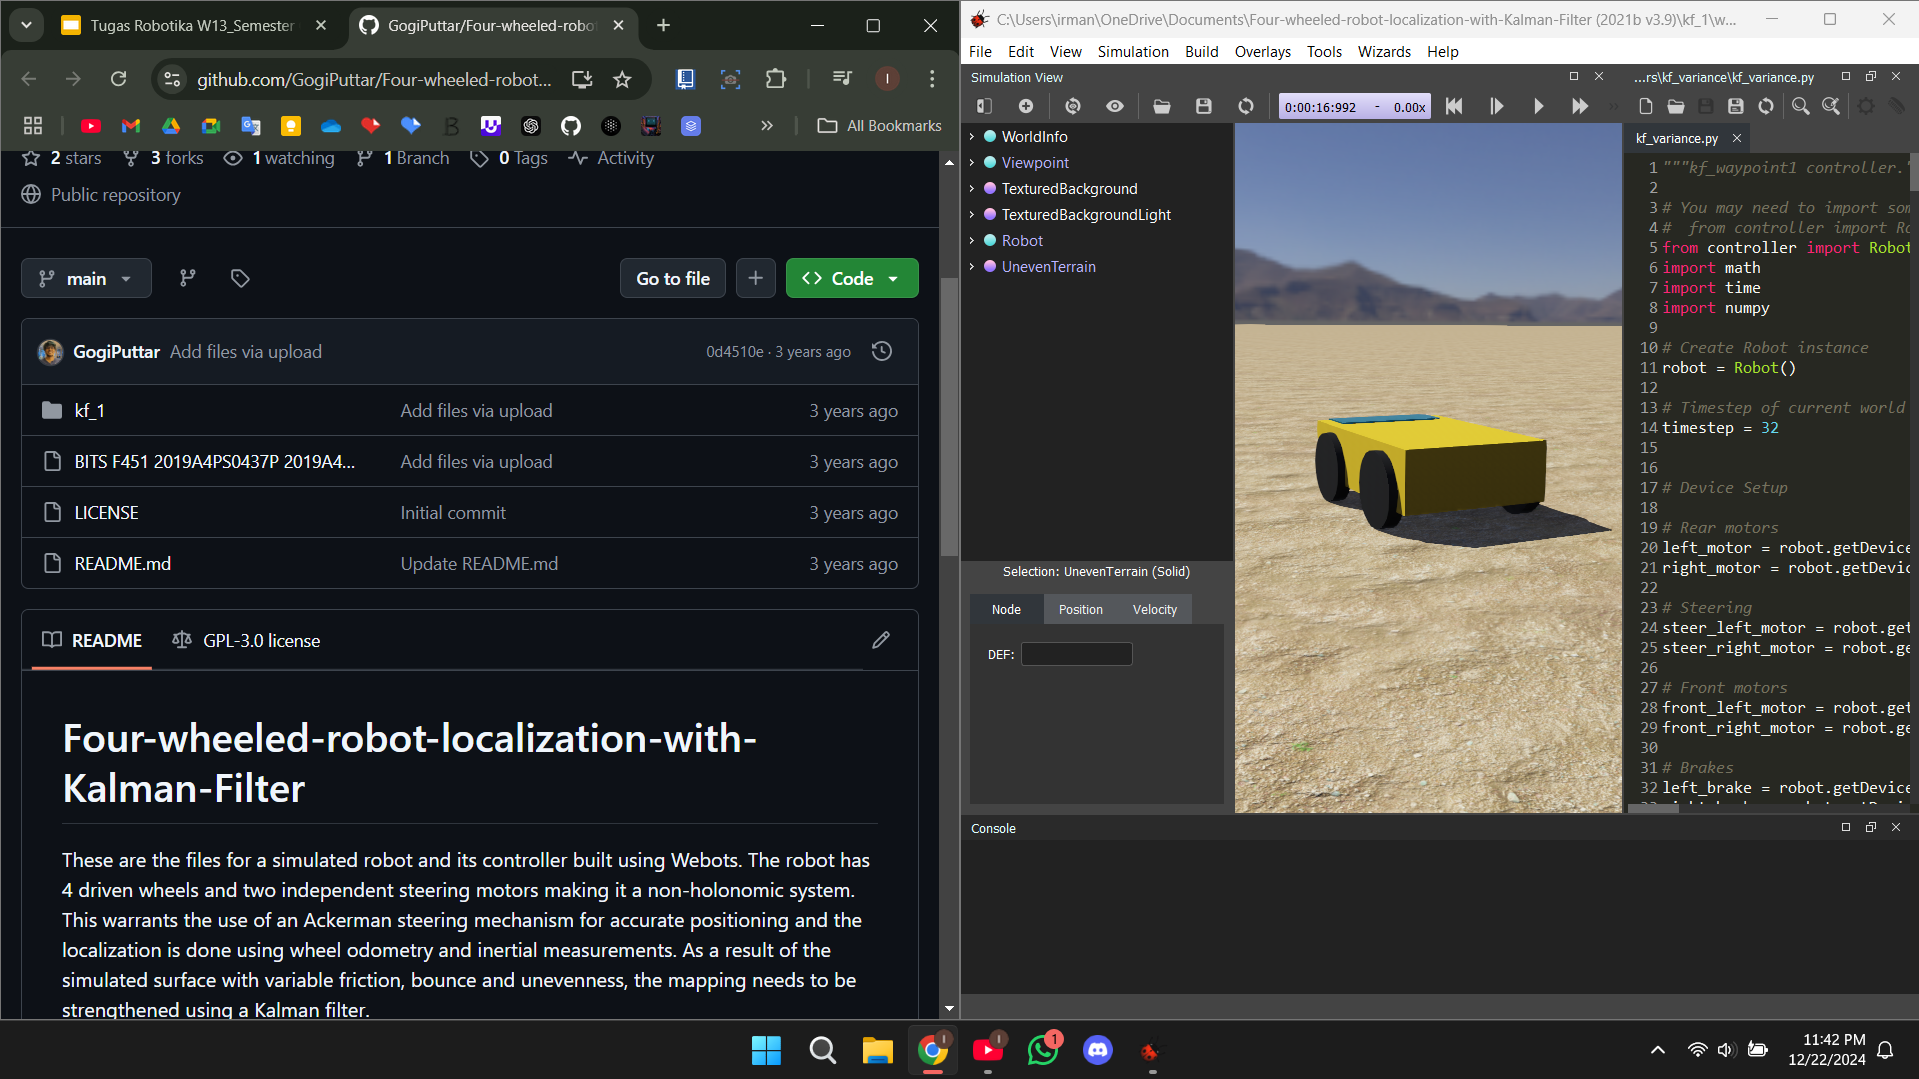 Tugas Robotika W13_Semester
GogiPuttar/Four-wheeled-robo
github.com/GogiPuttar/Four-wheeled-robot...
I
All Bookmarks
2 stars
3 forks
1 watching
1 Branch
0 Tags
Activity
Public repository
main
Go to file
Code
GogiPuttar Add files via upload
0d4510e · 3 years ago
kf_1
Add files via upload
3 years ago
BITS F451 2019A4PS0437P 2019A4...
Add files via upload
3 years ago
LICENSE
Initial commit
3 years ago
README.md
Update README.md
3 years ago
README
GPL-3.0 license
Four-wheeled-robot-localization-with-
Kalman-Filter
These are the files for a simulated robot and its controller built using Webots. The robot has
4 driven wheels and two independent steering motors making it a non-holonomic system.
This warrants the use of an Ackerman steering mechanism for accurate positioning and the
localization is done using wheel odometry and inertial measurements. As a result of the
simulated surface with variable friction, bounce and unevenness, the mapping needs to be
strengthened using a Kalman filter.
C:\Users\irman\OneDrive\Documents\Four-wheeled-robot-localization-with-Kalman-Filter (2021b v3.9)\kf_1\w...
File Edit View Simulation Build Overlays Tools Wizards Help
Simulation View
0:00:16:992 - 0.00x
WorldInfo
Viewpoint
TexturedBackground
TexturedBackgroundLight
Robot
UnevenTerrain
Selection: UnevenTerrain (Solid)
Node
Position
Velocity
DEF:
...rs\kf_variance\kf_variance.py
kf_variance.py
1 """kf_waypoint1 controller.
2
3 # You may need to import som
4 #  from controller import Ro
5 from controller import Robot
6 import math
7 import time
8 import numpy
9
10 # Create Robot instance
11 robot = Robot()
12
13 # Timestep of current world
14 timestep = 32
15
16
17 # Device Setup
18
19 # Rear motors
20 left_motor = robot.getDevice
21 right_motor = robot.getDevic
22
23 # Steering
24 steer_left_motor = robot.get
25 steer_right_motor = robot.ge
26
27 # Front motors
28 front_left_motor = robot.get
29 front_right_motor = robot.ge
30
31 # Brakes
32 left_brake = robot.getDevice
Console
1
11:42 PM
12/22/2024